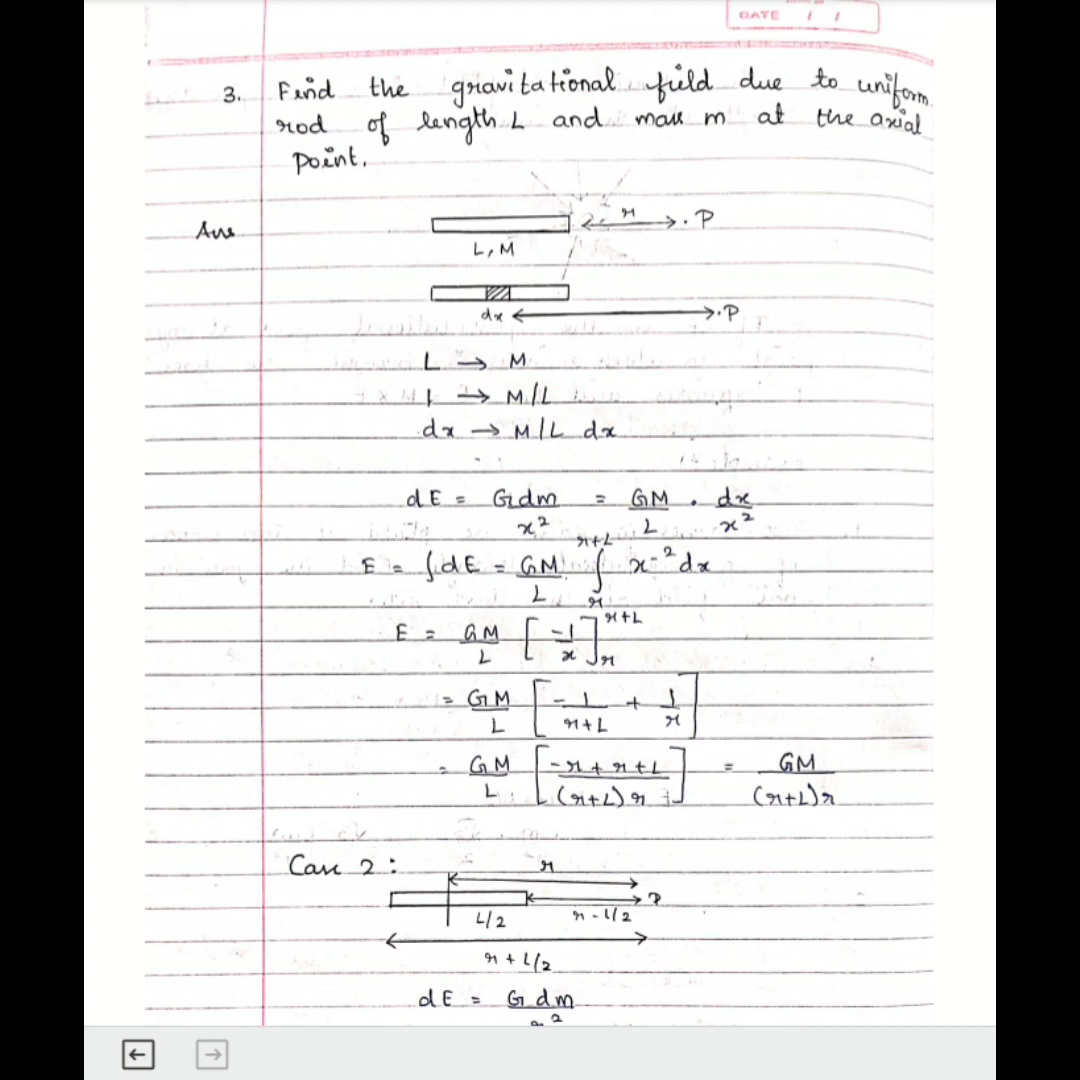 DATE / /
3. Find the gravitational field due to uniform
rod of length L and mass m at the axial
Point.
Ans
r . P
L, M
dx .P
L → M
1 → M/L
dx → M/L dx
dE = Gdm/x² = GM/L . dx/x²
E = ∫dE = GM/L ∫_r^{r+L} x⁻² dx
E = GM/L [-1/x]_r^{r+L}
= GM/L [-1/(r+L) + 1/r]
= GM/L [(-r + r + L)/((r+L) r)] = GM/((r+L)r)
Case 2 :
r
P
L/2 r - L/2
r + L/2
dE = G dm